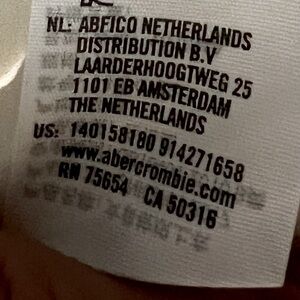 NL: ABFICO NETHERLANDS
DISTRIBUTION B.V
LAARDERHOOGTWEG 25
1101 EB AMSTERDAM
THE NETHERLANDS
US: 140158180 914271658
www.abercrombie.com
RN 75654 CA 50316